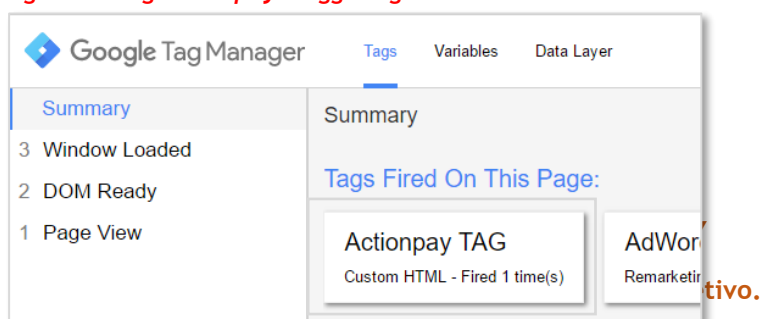 Google Tag Manager Tags Variables Data Layer
Summary
3 Window Loaded
2 DOM Ready
1 Page View
Summary
Tags Fired On This Page:
Actionpay TAG
Custom HTML - Fired 1 time(s)